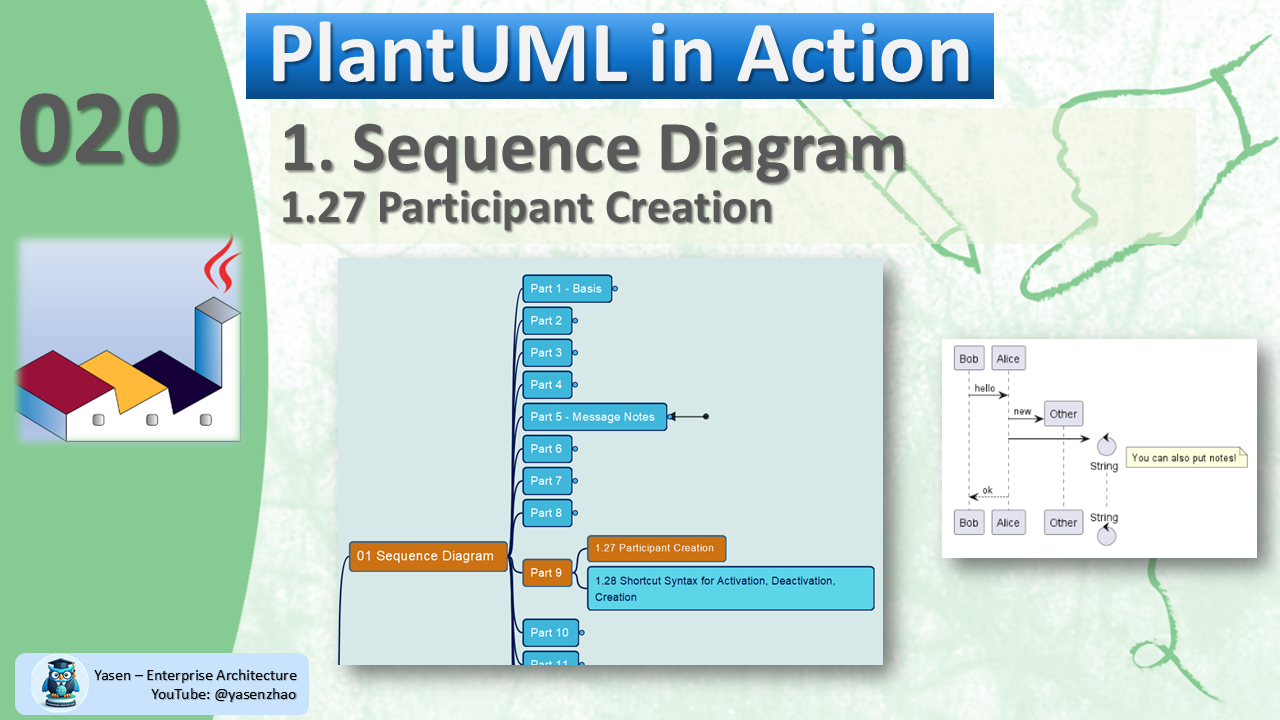 PlantUML in Action
020
1. Sequence Diagram
1.27 Participant Creation
Part 1 - Basis
Part 2
Part 3
Part 4
Part 5 - Message Notes
Part 6
Part 7
Part 8
01 Sequence Diagram
Part 9
1.27 Participant Creation
1.28 Shortcut Syntax for Activation, Deactivation,
Creation
Part 10
Part 11
Bob Alice
hello
new
Other
String
You can also put notes!
ok
Bob Alice Other String
Yasen – Enterprise Architecture
YouTube: @yasenzhao